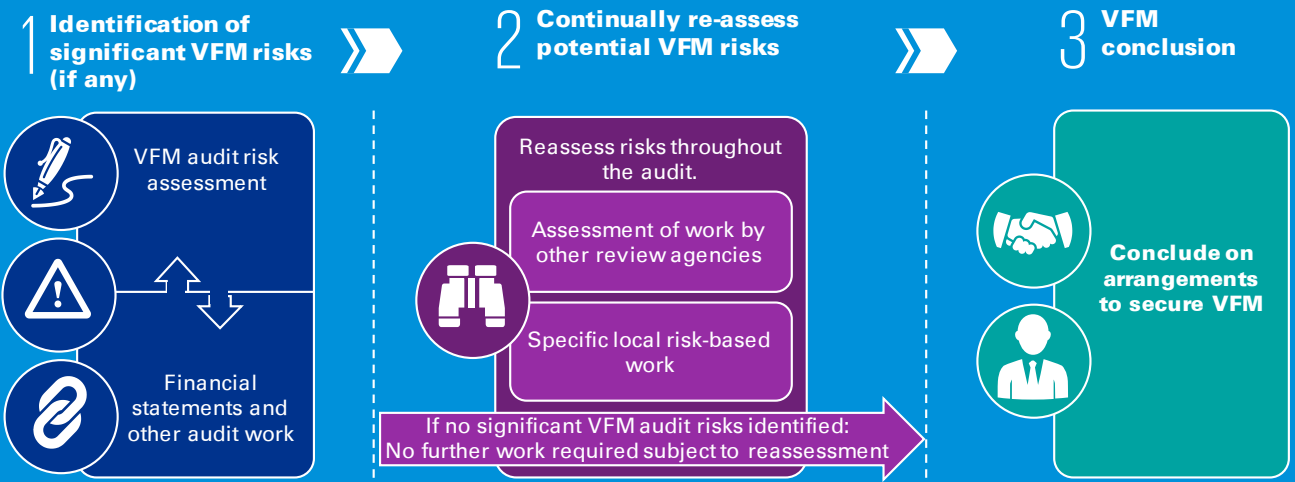 1
Identification of
significant VFM risks
(if any)
2
Continually re-assess
potential VFM risks
3
VFM
conclusion
VFM audit risk
assessment
Financial
statements and
other audit work
Reassess risks throughout
the audit.
Assessment of work by
other review agencies
Specific local risk-based
work
If no significant VFM audit risks identified:
No further work required subject to reassessment
Conclude on
arrangements
to secure VFM